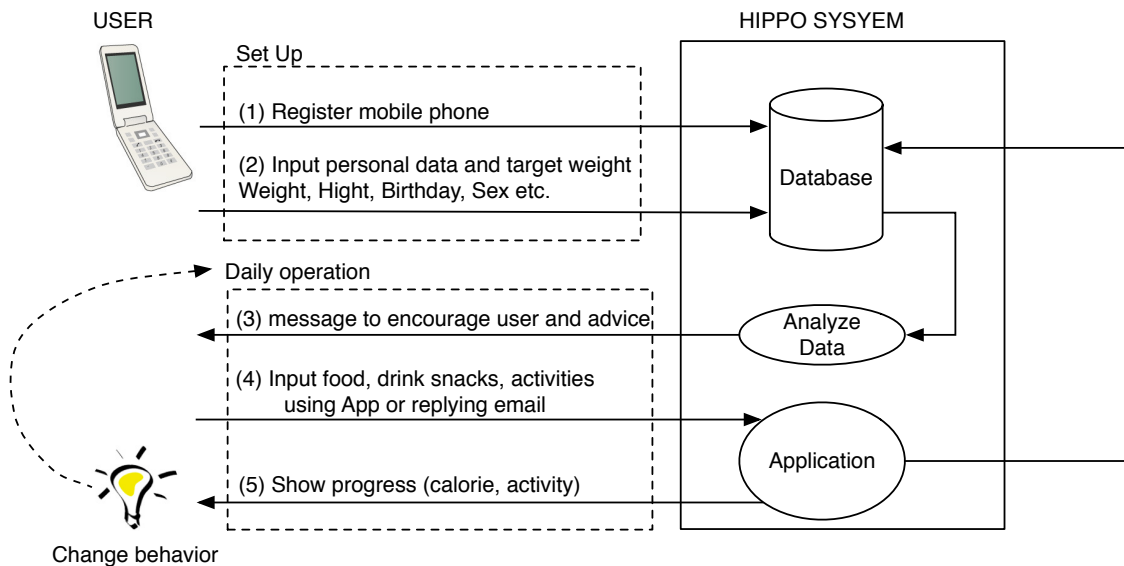 USER
HIPPO SYSYEM
Set Up
(1) Register mobile phone
(2) Input personal data and target weight
Weight, Hight, Birthday, Sex etc.
Database
Daily operation
(3) message to encourage user and advice
Analyze
Data
(4) Input food, drink snacks, activities
using App or replying email
Application
(5) Show progress (calorie, activity)
Change behavior